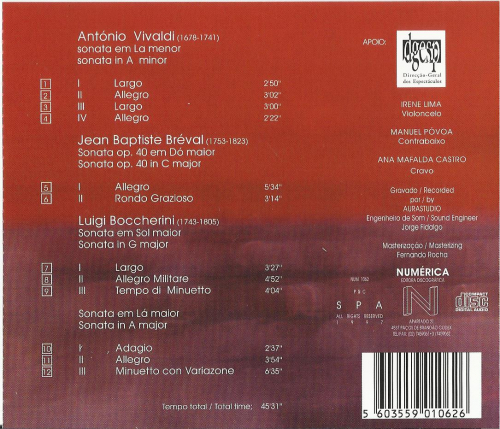 António Vivaldi (1678-1741)
sonata em La menor
sonata in A minor
1 I Largo 2'50"
2 II Allegro 3'02"
3 III Largo 3'00"
4 IV Allegro 2'22"
Jean Baptiste Bréval (1753-1823)
Sonata op. 40 em Dó maior
Sonata op. 40 in C major
5 I Allegro 5'34"
6 II Rondo Grazioso 3'14"
Luigi Boccherini (1743-1805)
Sonata em Sol maior
Sonata in G major
7 I Largo 3'27"
8 II Allegro Militare 4'52"
9 III Tempo di Minuetto 4'04"
Sonata em Lá maior
Sonata in A major
10 I Adagio 2'37"
11 II Allegro 3'54"
12 III Minuetto con Variazone 6'35"
Tempo total / Total time: 45'31"
APOIO:
dgesp
Direcção-Geral
dos Espectáculos
IRENE LIMA
Violoncelo
MANUEL PÓVOA
Contrabaixo
ANA MAFALDA CASTRO
Cravo
Gravado / Recorded
por / by
AURASTUDIO
Engenheiro de Som / Sound Engineer
Jorge Fidalgo
Masterização / Mastering
Fernando Rocha
NUM 1062
P & C
S P A
ALL RIGHTS RESERVED
1997
NUMÉRICA
EDITORA DISCOGRÁFICA
COMPACT
disc
DIGITAL AUDIO
5 603559 010626